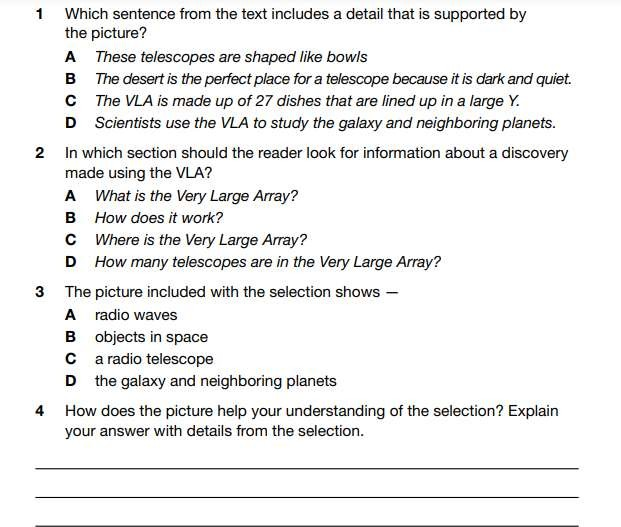 1 Which sentence from the text includes a detail that is supported by
the picture?
A These telescopes are shaped like bowls
B The desert is the perfect place for a telescope because it is dark and quiet.
C The VLA is made up of 27 dishes that are lined up in a large Y.
D Scientists use the VLA to study the galaxy and neighboring planets.
2 In which section should the reader look for information about a discovery
made using the VLA?
A What is the Very Large Array?
B How does it work?
C Where is the Very Large Array?
D How many telescopes are in the Very Large Array?
3 The picture included with the selection shows —
A radio waves
B objects in space
C a radio telescope
D the galaxy and neighboring planets
4 How does the picture help your understanding of the selection? Explain
your answer with details from the selection.